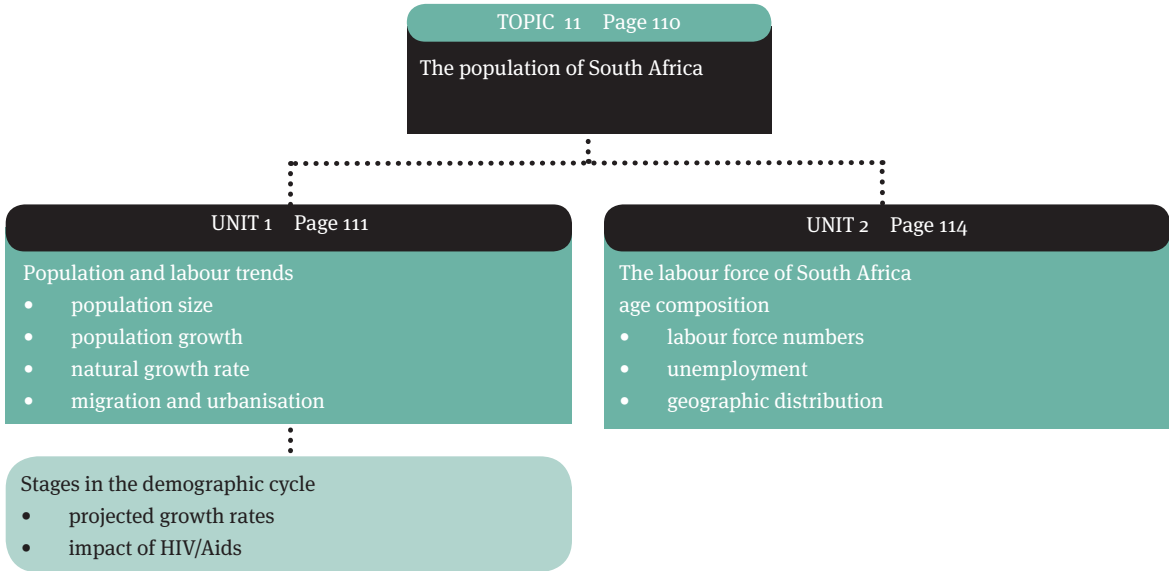 TOPIC 11 Page 110
The population of South Africa
UNIT 1 Page 111
Population and labour trends
• population size
• population growth
• natural growth rate
• migration and urbanisation
Stages in the demographic cycle
• projected growth rates
• impact of HIV/Aids
UNIT 2 Page 114
The labour force of South Africa
age composition
• labour force numbers
• unemployment
• geographic distribution